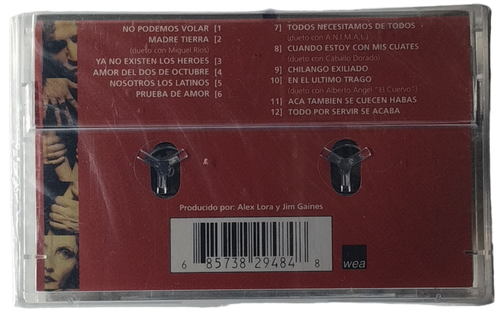 NO PODEMOS VOLAR [1
MADRE TIERRA [2
(dueto con Miguel Ríos)
YA NO EXISTEN LOS HEROES [3
AMOR DEL DOS DE OCTUBRE [4
NOSOTROS LOS LATINOS [5
PRUEBA DE AMOR [6
7] TODOS NECESITAMOS DE TODOS
(dueto con A.N.I.M.A.L.)
8] CUANDO ESTOY CON MIS CUATES
(dueto con Caballo Dorado)
9] CHILANGO EXILIADO
10] EN EL ULTIMO TRAGO
(dueto con Alberto Angel "El Cuervo")
11] ACA TAMBIEN SE CUECEN HABAS
12] TODO POR SERVIR SE ACABA
Producido por: Alex Lora y Jim Gaines
6 85738 29484 8
wea